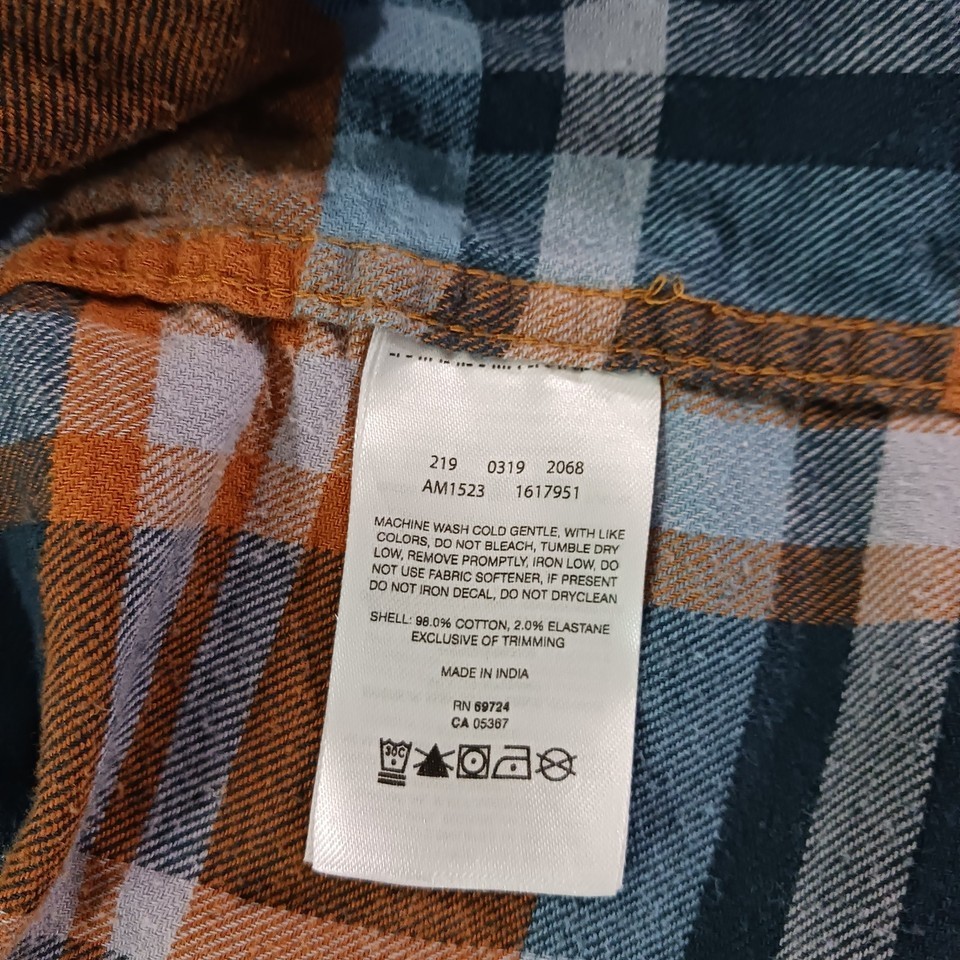 219 0319 2068
AM1523 1617951
MACHINE WASH COLD GENTLE, WITH LIKE
COLORS, DO NOT BLEACH, TUMBLE DRY
LOW, REMOVE PROMPTLY, IRON LOW, DO
NOT USE FABRIC SOFTENER, IF PRESENT
DO NOT IRON DECAL, DO NOT DRYCLEAN
SHELL: 98.0% COTTON, 2.0% ELASTANE
EXCLUSIVE OF TRIMMING
MADE IN INDIA
RN 69724
CA 05367
30C